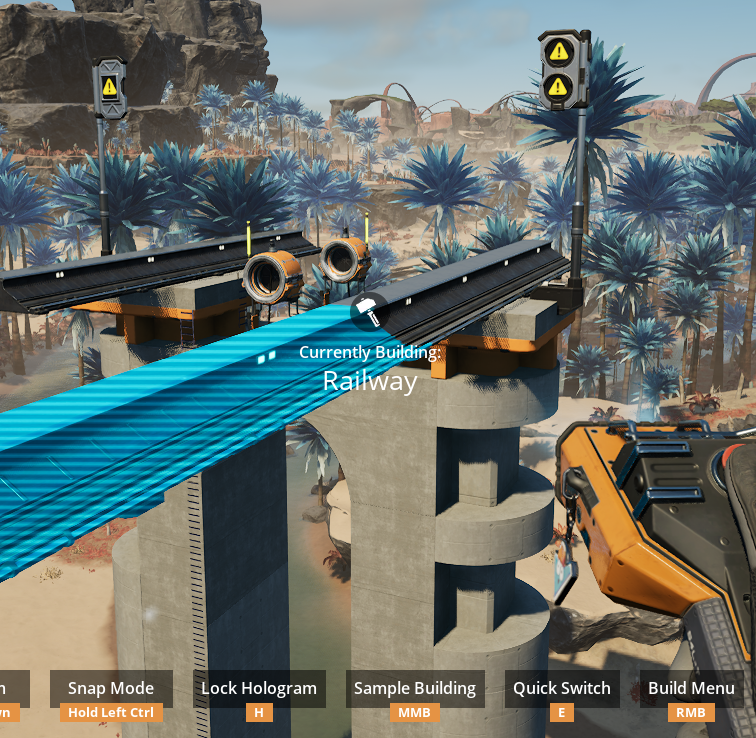 Currently Building:
Railway
Snap Mode
Lock Hologram
Sample Building
Quick Switch
Build Menu
Hold Left Ctrl
H
MMB
E
RMB